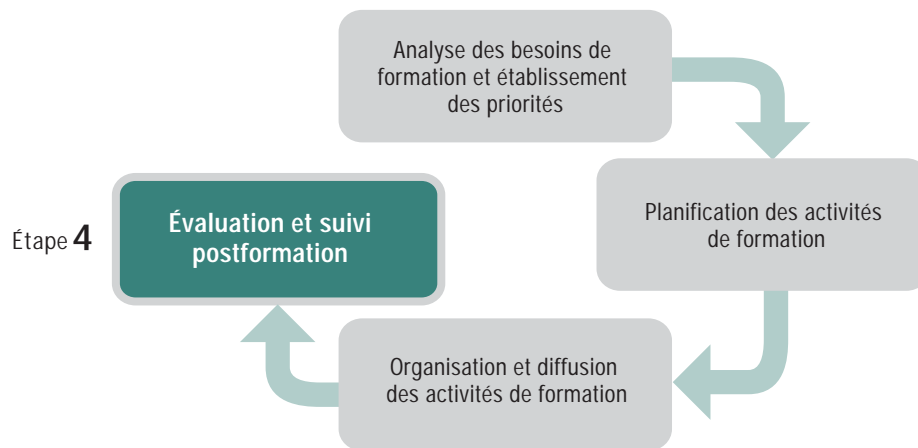 Analyse des besoins de
formation et établissement
des priorités
Planification des activités
de formation
Organisation et diffusion
des activités de formation
Étape 4
Évaluation et suivi
postformation